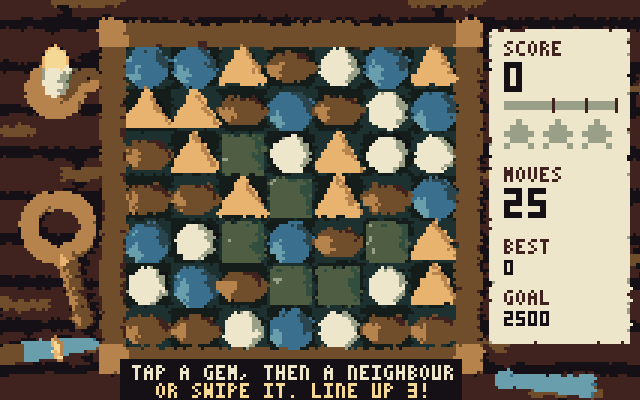 SCORE
0
MOVES
25
BEST
0
GOAL
2500
TAP A GEM, THEN A NEIGHBOUR
OR SWIPE IT. LINE UP 3!